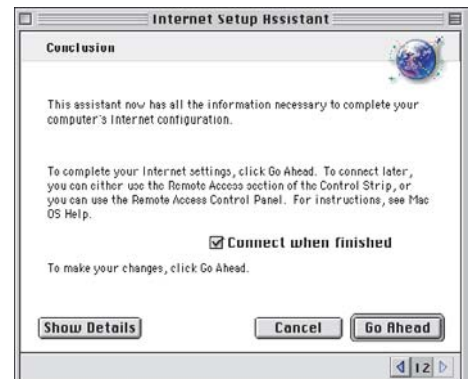 Internet Setup Assistant
Conclusion
This assistant now has all the information necessary to complete your
computer's Internet configuration.
To complete your Internet settings, click Go Ahead. To connect later,
you can either use the Remote Access section of the Control Strip, or
you can use the Remote Access Control Panel. For instructions, see Mac
OS Help.
Connect when finished
To make your changes, click Go Ahead.
Show Details
Cancel
Go Ahead
12